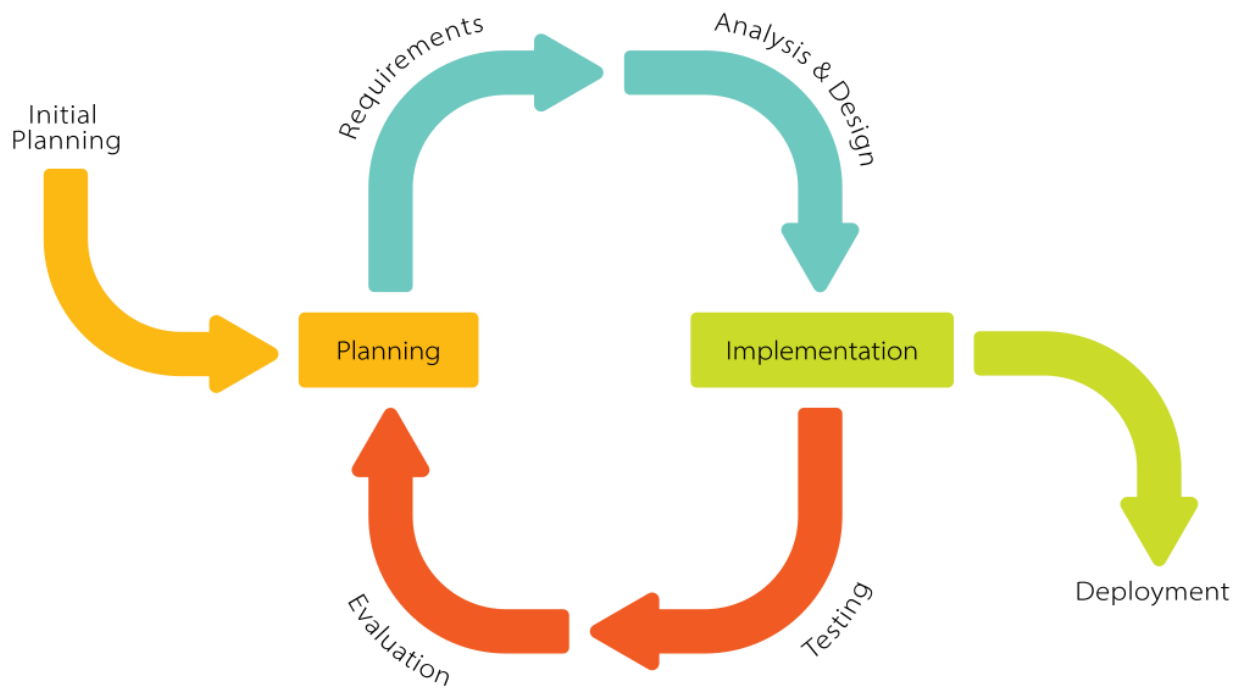 Initial
Planning
Requirements
Analysis & Design
Planning
Implementation
Evaluation
Testing
Deployment